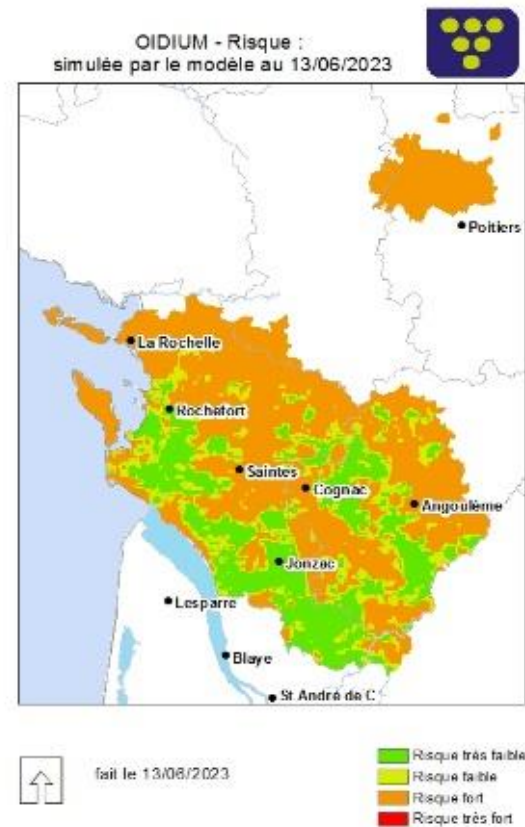 OIDIUM - Risque :
simulée par le modèle au 13/06/2023
Poitiers
La Rochelle
Rochefort
Saintes
Cognac
Angoulême
Jonzac
Lesparre
Blaye
St André de C
fait le 13/06/2023
Risque très faible
Risque faible
Risque fort
Risque très fort